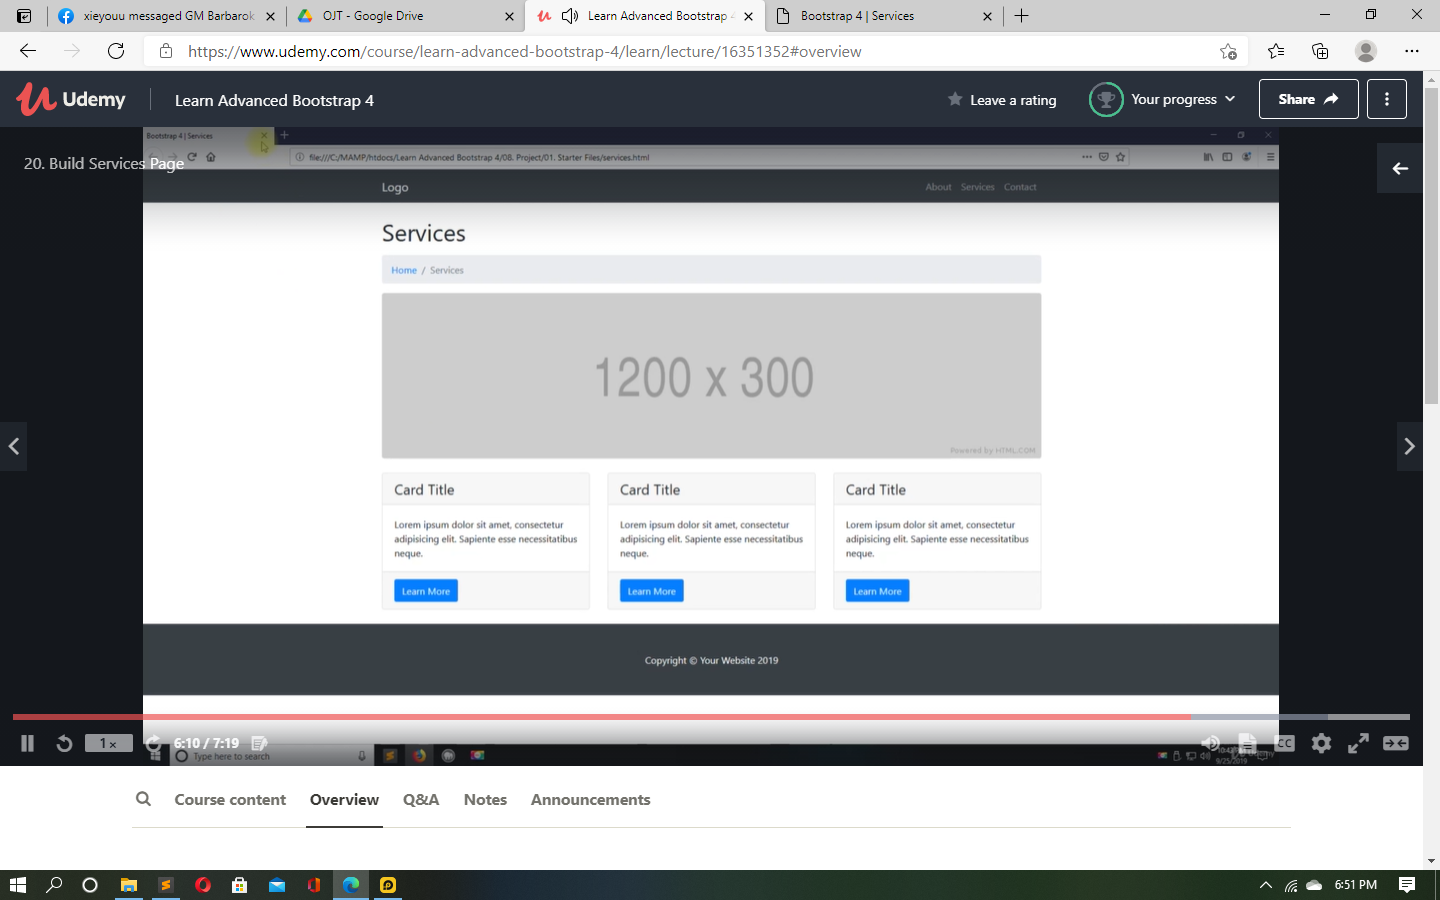 xieyouu messaged GM Barbarok
OJT - Google Drive
Learn Advanced Bootstrap 4
Bootstrap 4 | Services
https://www.udemy.com/course/learn-advanced-bootstrap-4/learn/lecture/16351352#overview
Udemy
Learn Advanced Bootstrap 4
Leave a rating
Your progress
Share
Bootstrap 4 | Services
20. Build Services Page
file:///C:/MAMP/htdocs/Learn Advanced Bootstrap 4/08. Project/01. Starter Files/services.html
Logo
About Services Contact
Services
Home / Services
1200 x 300
Powered by HTML.COM
Card Title
Lorem ipsum dolor sit amet, consectetur
adipisicing elit. Sapiente esse necessitatibus
neque.
Learn More
Card Title
Lorem ipsum dolor sit amet, consectetur
adipisicing elit. Sapiente esse necessitatibus
neque.
Learn More
Card Title
Lorem ipsum dolor sit amet, consectetur
adipisicing elit. Sapiente esse necessitatibus
neque.
Learn More
Copyright © Your Website 2019
1 x
6:10 / 7:19
CC
Type here to search
9/25/2019
Course content
Overview
Q&A
Notes
Announcements
6:51 PM